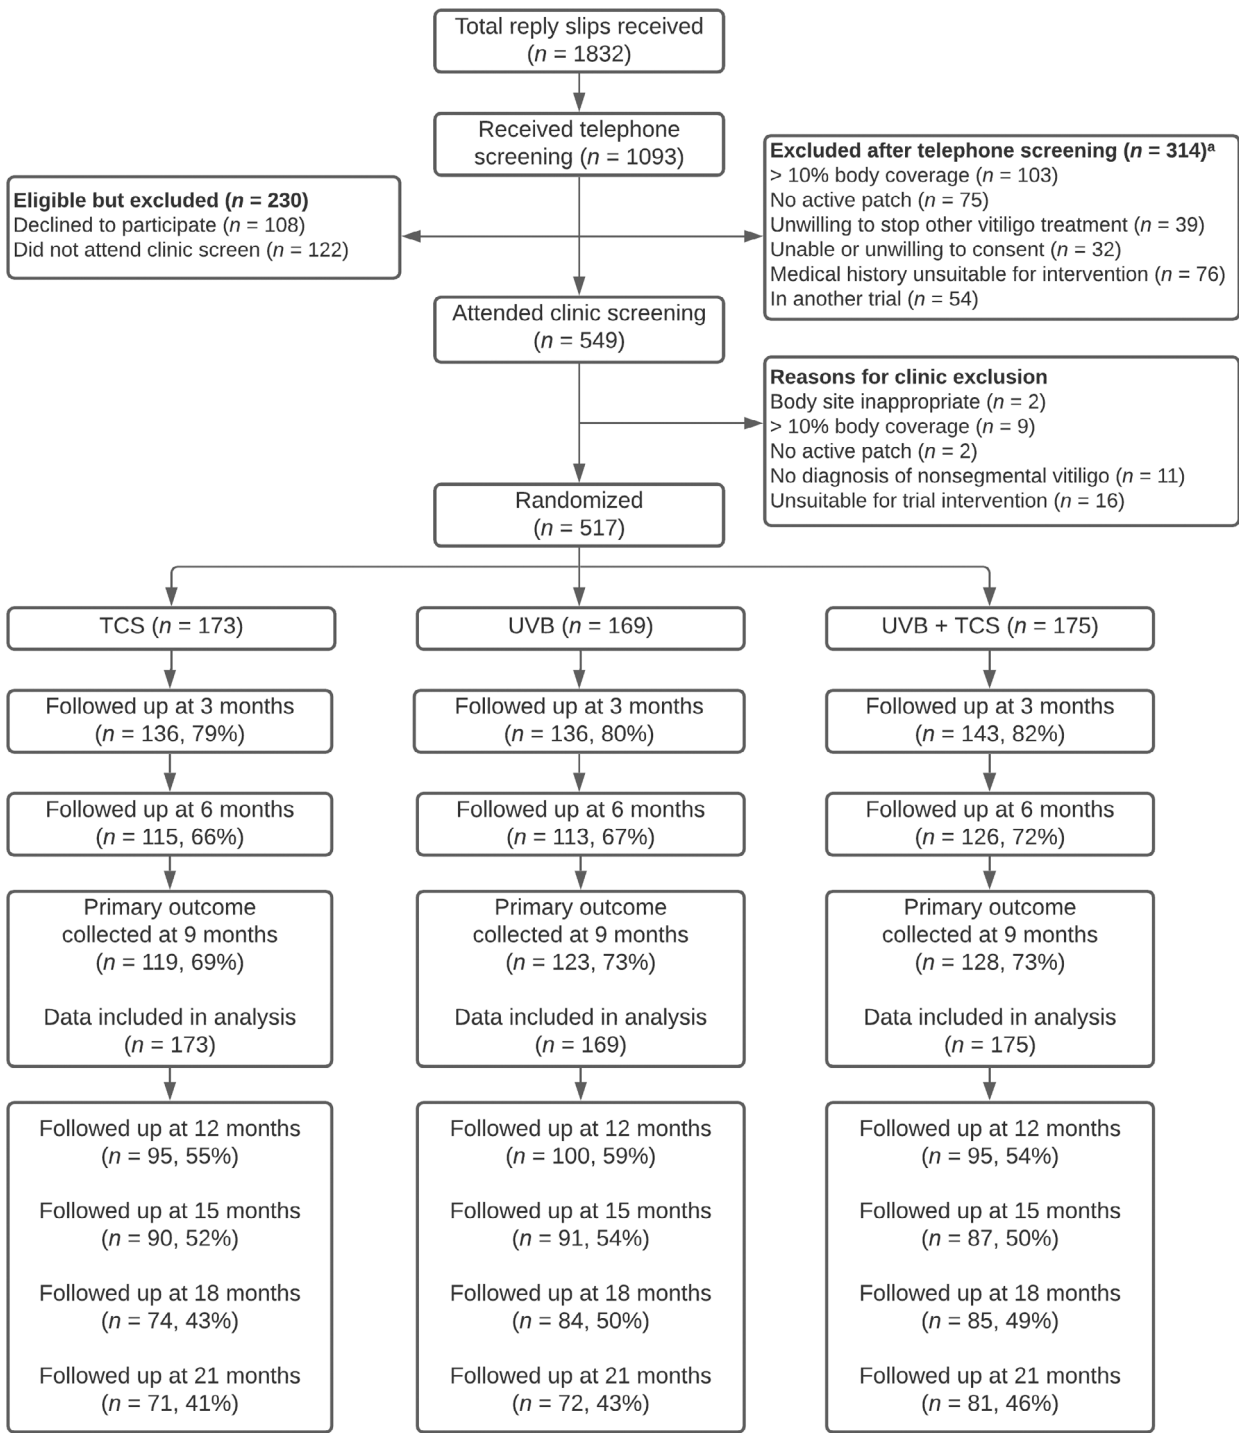 Total reply slips received
(n = 1832)
Received telephone
screening (n = 1093)
Excluded after telephone screening (n = 314)ᵃ
> 10% body coverage (n = 103)
No active patch (n = 75)
Unwilling to stop other vitiligo treatment (n = 39)
Unable or unwilling to consent (n = 32)
Medical history unsuitable for intervention (n = 76)
In another trial (n = 54)
Eligible but excluded (n = 230)
Declined to participate (n = 108)
Did not attend clinic screen (n = 122)
Attended clinic screening
(n = 549)
Reasons for clinic exclusion
Body site inappropriate (n = 2)
> 10% body coverage (n = 9)
No active patch (n = 2)
No diagnosis of nonsegmental vitiligo (n = 11)
Unsuitable for trial intervention (n = 16)
Randomized
(n = 517)
TCS (n = 173)
Followed up at 3 months
(n = 136, 79%)
Followed up at 6 months
(n = 115, 66%)
Primary outcome
collected at 9 months
(n = 119, 69%)
Data included in analysis
(n = 173)
Followed up at 12 months
(n = 95, 55%)
Followed up at 15 months
(n = 90, 52%)
Followed up at 18 months
(n = 74, 43%)
Followed up at 21 months
(n = 71, 41%)
UVB (n = 169)
Followed up at 3 months
(n = 136, 80%)
Followed up at 6 months
(n = 113, 67%)
Primary outcome
collected at 9 months
(n = 123, 73%)
Data included in analysis
(n = 169)
Followed up at 12 months
(n = 100, 59%)
Followed up at 15 months
(n = 91, 54%)
Followed up at 18 months
(n = 84, 50%)
Followed up at 21 months
(n = 72, 43%)
UVB + TCS (n = 175)
Followed up at 3 months
(n = 143, 82%)
Followed up at 6 months
(n = 126, 72%)
Primary outcome
collected at 9 months
(n = 128, 73%)
Data included in analysis
(n = 175)
Followed up at 12 months
(n = 95, 54%)
Followed up at 15 months
(n = 87, 50%)
Followed up at 18 months
(n = 85, 49%)
Followed up at 21 months
(n = 81, 46%)